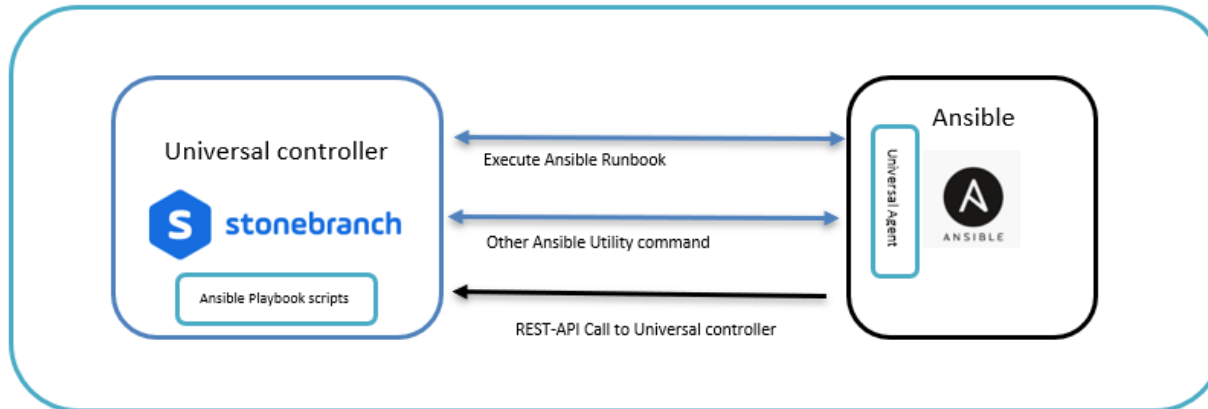 Universal controller
S stonebranch
Ansible Playbook scripts
Execute Ansible Runbook
Other Ansible Utility command
REST-API Call to Universal controller
Ansible
Universal Agent
A
ANSIBLE